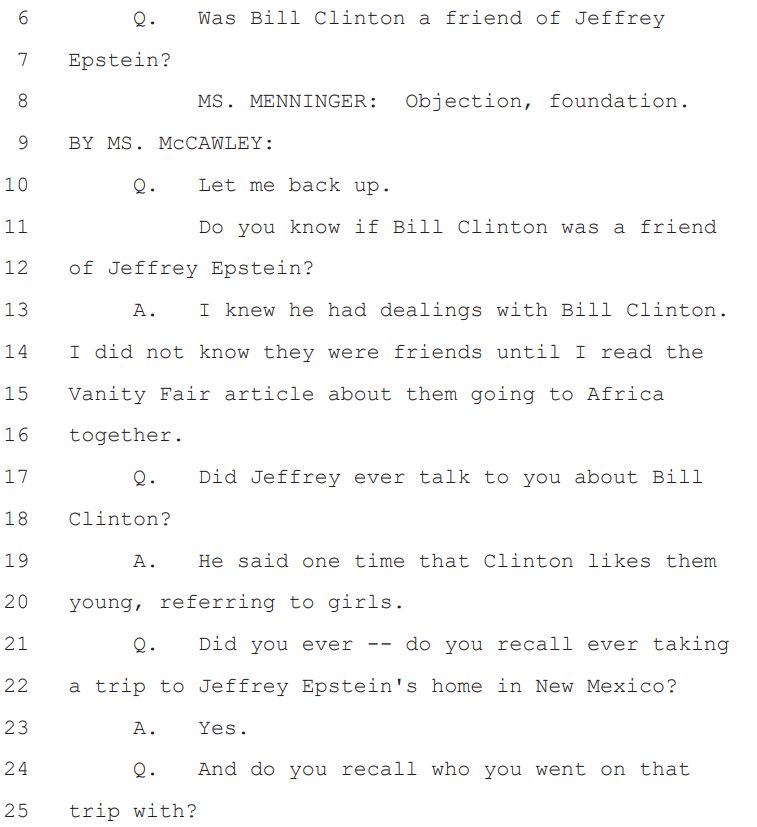 6 Q. Was Bill Clinton a friend of Jeffrey
7 Epstein?
8 MS. MENNINGER: Objection, foundation.
9 BY MS. McCAWLEY:
10 Q. Let me back up.
11 Do you know if Bill Clinton was a friend
12 of Jeffrey Epstein?
13 A. I knew he had dealings with Bill Clinton.
14 I did not know they were friends until I read the
15 Vanity Fair article about them going to Africa
16 together.
17 Q. Did Jeffrey ever talk to you about Bill
18 Clinton?
19 A. He said one time that Clinton likes them
20 young, referring to girls.
21 Q. Did you ever -- do you recall ever taking
22 a trip to Jeffrey Epstein's home in New Mexico?
23 A. Yes.
24 Q. And do you recall who you went on that
25 trip with?